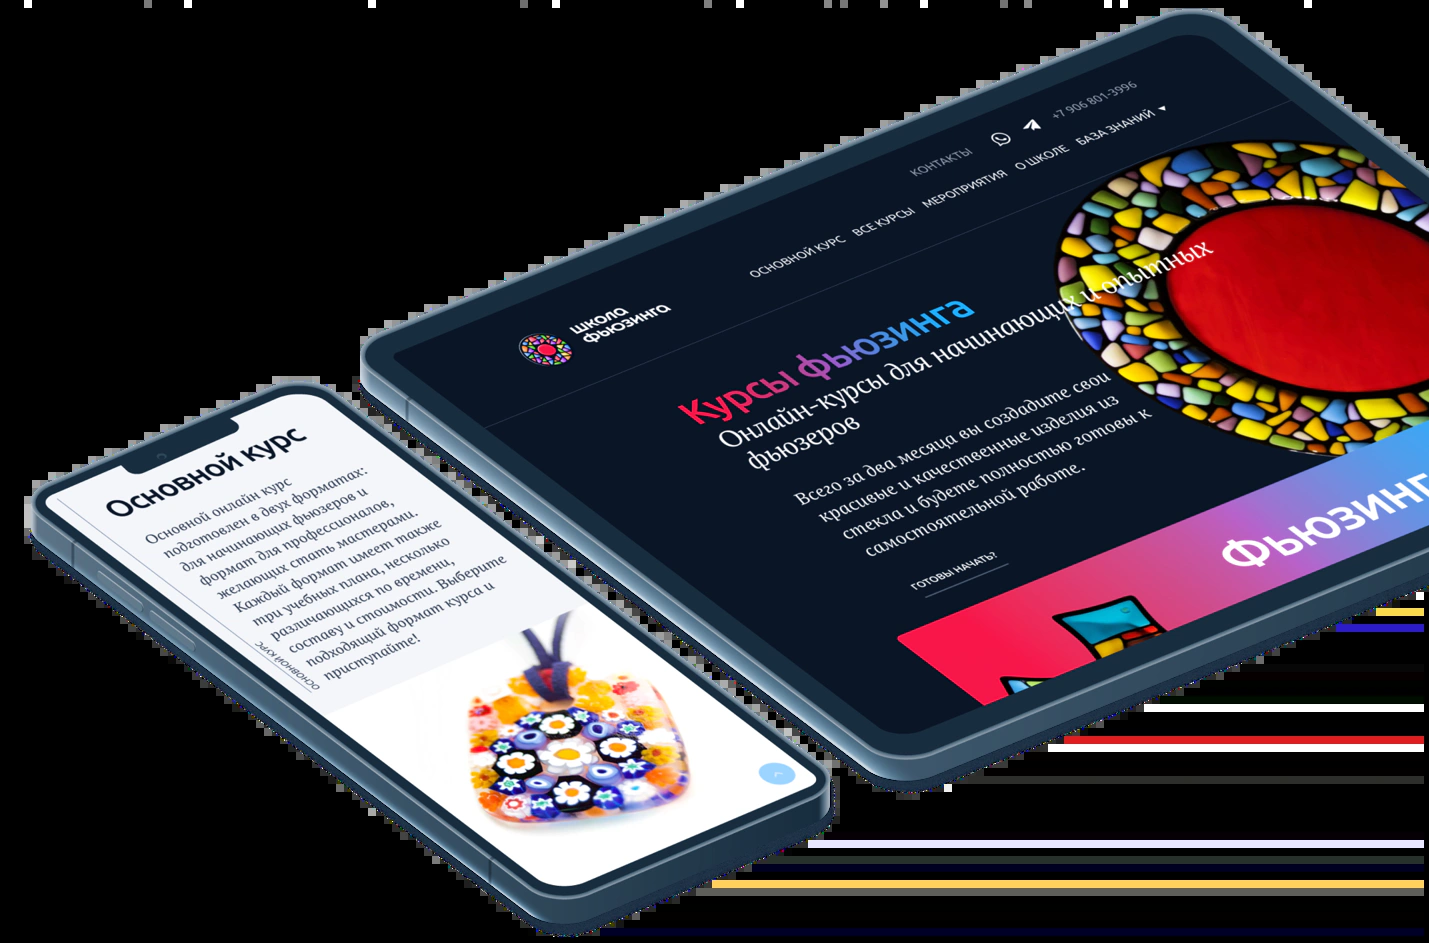 КОНТАКТЫ +7 906 801-3996
ОСНОВНОЙ КУРС ВСЕ КУРСЫ МЕРОПРИЯТИЯ О ШКОЛЕ БАЗА ЗНАНИЙ
школа
фьюзинга
Курсы фьюзинга
Онлайн-курсы для начинающих и опытных
фьюзеров
Всего за два месяца вы создадите свои
красивые и качественные изделия из
стекла и будете полностью готовы к
самостоятельной работе.
ГОТОВЫ НАЧАТЬ?
ФЬЮЗИНГ
Основной курс
Основной онлайн курс
подготовлен в двух форматах:
для начинающих фьюзеров и
формат для профессионалов,
желающих стать мастерами.
Каждый формат имеет также
три учебных плана, несколько
различающихся по времени,
составу и стоимости. Выберите
подходящий формат курса и
приступайте!
ОСНОВНОЙ КУРС